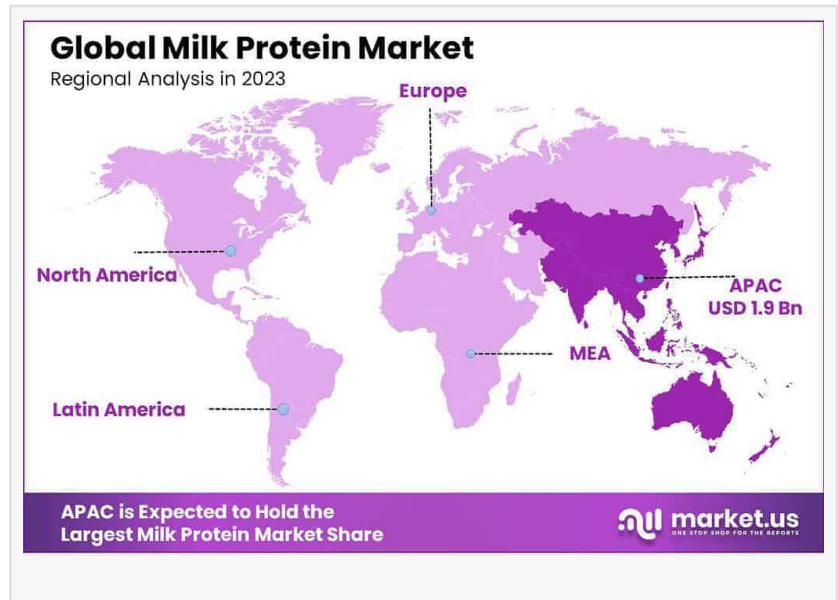 Global Milk Protein Market
Regional Analysis in 2023
Europe
North America
APAC
USD 1.9 Bn
MEA
Latin America
APAC is Expected to Hold the
Largest Milk Protein Market Share
market.us
ONE STOP SHOP FOR THE REPORTS